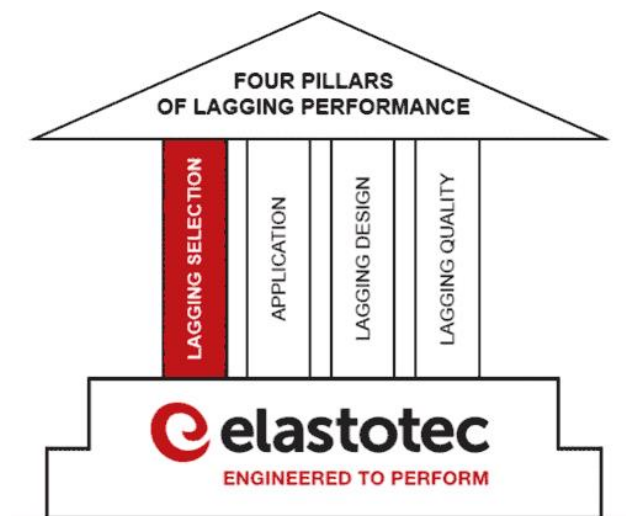 FOUR PILLARS
OF LAGGING PERFORMANCE
LAGGING SELECTION
APPLICATION
LAGGING DESIGN
LAGGING QUALITY
elastotec
ENGINEERED TO PERFORM